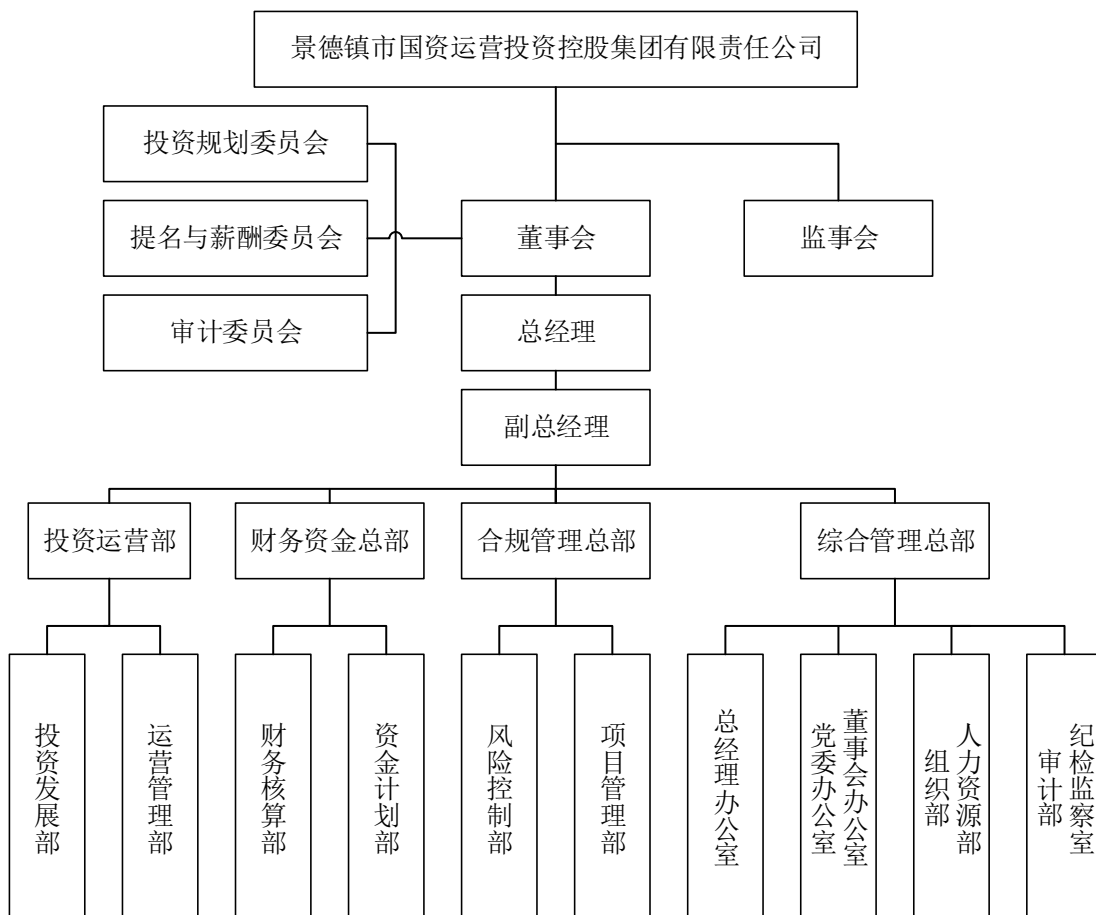 景德镇市国资运营投资控股集团有限责任公司
投资规划委员会
提名与薪酬委员会
董事会
监事会
审计委员会
总经理
副总经理
投资运营部
财务资金总部
合规管理总部
综合管理总部
投资发展部
运营管理部
财务核算部
资金计划部
风险控制部
项目管理部
总经理办公室
董事会办公室
党委办公室
人力资源部
组织部
纪检监察室
审计部